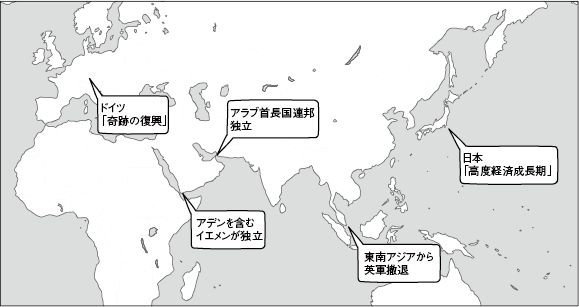 ドイツ
「奇跡の復興」
アラブ首長国連邦
独立
日本
「高度経済成長期」
アデンを含む
イエメンが独立
東南アジアから
英軍撤退